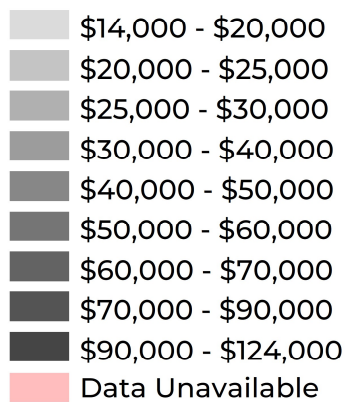 $14,000 - $20,000
$20,000 - $25,000
$25,000 - $30,000
$30,000 - $40,000
$40,000 - $50,000
$50,000 - $60,000
$60,000 - $70,000
$70,000 - $90,000
$90,000 - $124,000
Data Unavailable